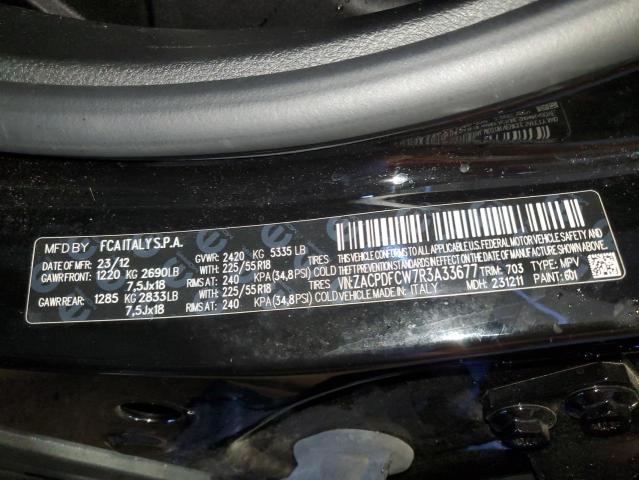 MFD BY: FCA ITALY S.P.A.
DATE OF MFR: 23/12 GVWR: 2420 KG 5335 LB
GAWR FRONT: 1220 KG 2690LB TIRES 225/55R18 THIS VEHICLE CONFORMS TO ALL APPLICABLE U.S. FEDERAL MOTOR VEHICLE SAFETY AND
7,5Jx18 RIMS AT: 240 KPA(34,8PSI) COLD THEFT PREVENTION STANDARDS IN EFFECT ON THE DATE OF MANUFACTURE SHOWN ABOVE.
GAWR REAR: 1285 KG 2833LB TIRES 225/55R18 VIN:ZACPDFCW7R3A33677 TRIM: 703 TYPE: MPV
7,5Jx18 RIMS AT: 240 KPA(34,8PSI) COLD VEHICLE MADE IN: ITALY MDH: 231211 PAINT: 601